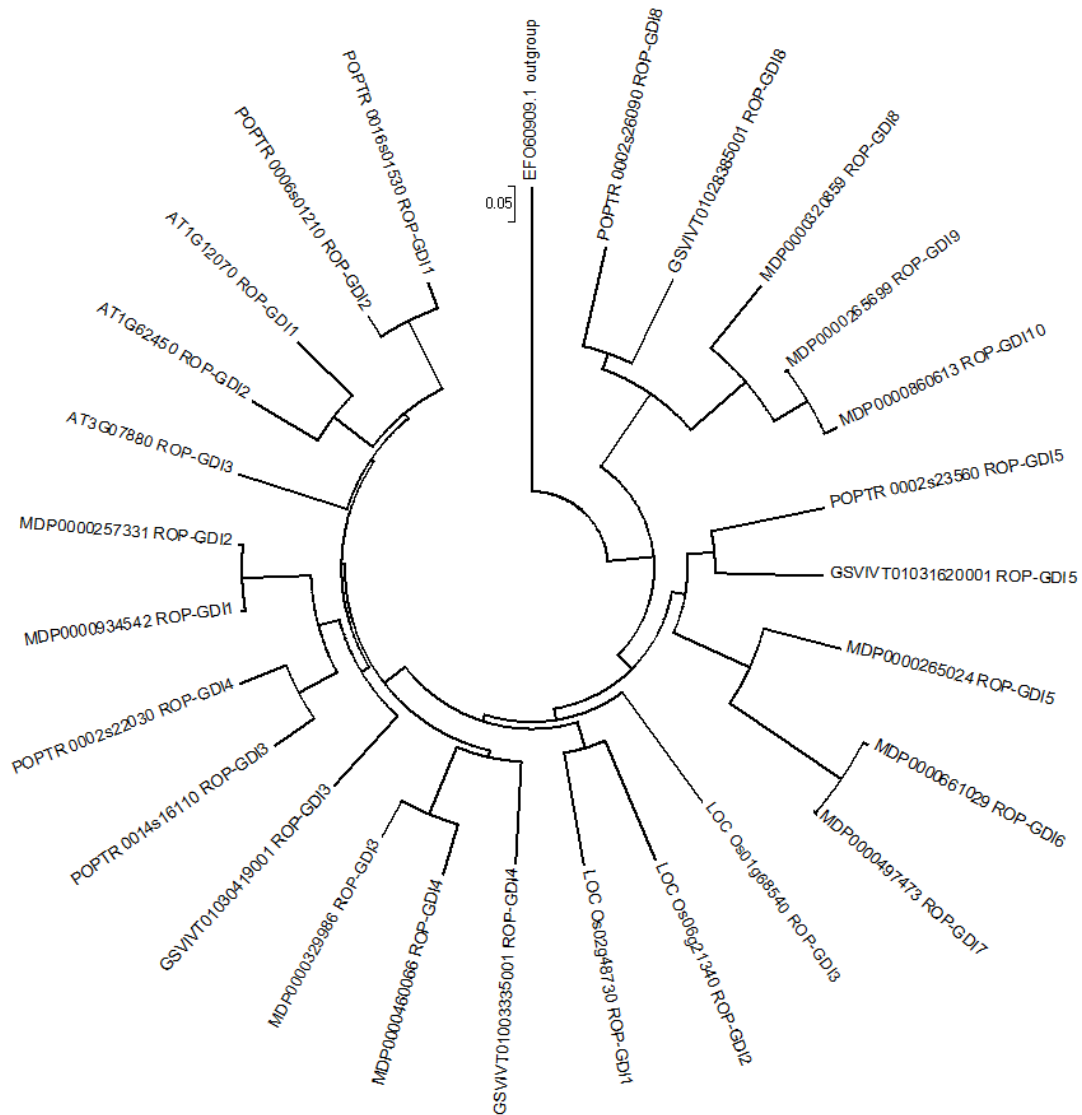 EFO60909.1 outgroup
0.05
POPTR 0002s26090 ROP-GDI8
GSVIVT01028385001 ROP-GDI8
MDP0000320859 ROP-GDI8
MDP0000265699 ROP-GDI9
MDP0000860613 ROP-GDI10
POPTR 0002s23560 ROP-GDI5
GSVIVT01031620001 ROP-GDI5
MDP0000265024 ROP-GDI5
MDP0000661029 ROP-GDI6
MDP0000497473 ROP-GDI7
LOC Os01g68540 ROP-GDI3
LOC Os06g21340 ROP-GDI2
LOC Os02g48730 ROP-GDI1
GSVIVT01003335001 ROP-GDI4
MDP0000460066 ROP-GDI4
MDP0000329986 ROP-GDI3
GSVIVT01030419001 ROP-GDI3
POPTR 0014s16110 ROP-GDI3
POPTR 0002s22030 ROP-GDI4
MDP0000934542 ROP-GDI1
MDP0000257331 ROP-GDI2
AT3G07880 ROP-GDI3
AT1G62450 ROP-GDI2
AT1G12070 ROP-GDI1
POPTR 0006s01210 ROP-GDI2
POPTR 0016s01530 ROP-GDI1